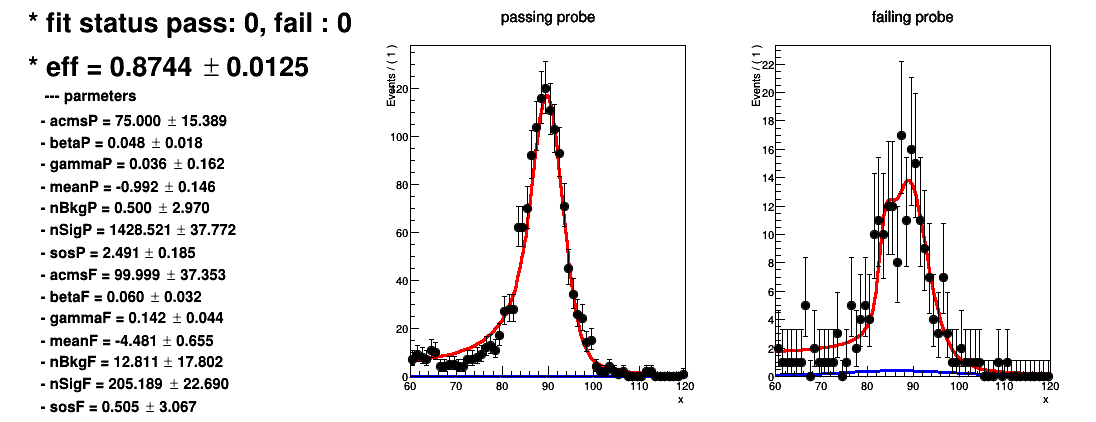 * fit status pass: 0, fail : 0
* eff = 0.8744 ± 0.0125
--- parmeters
- acmsP = 75.000 ± 15.389
- betaP = 0.048 ± 0.018
- gammaP = 0.036 ± 0.162
- meanP = -0.992 ± 0.146
- nBkgP = 0.500 ± 2.970
- nSigP = 1428.521 ± 37.772
- sosP = 2.491 ± 0.185
- acmsF = 99.999 ± 37.353
- betaF = 0.060 ± 0.032
- gammaF = 0.142 ± 0.044
- meanF = -4.481 ± 0.655
- nBkgF = 12.811 ± 17.802
- nSigF = 205.189 ± 22.690
- sosF = 0.505 ± 3.067
passing probe
Events / ( 1 )
120
100
80
60
40
20
0
60 70 80 90 100 110 120
x
failing probe
Events / ( 1 )
22
20
18
16
14
12
10
8
6
4
2
0
60 70 80 90 100 110 120
x